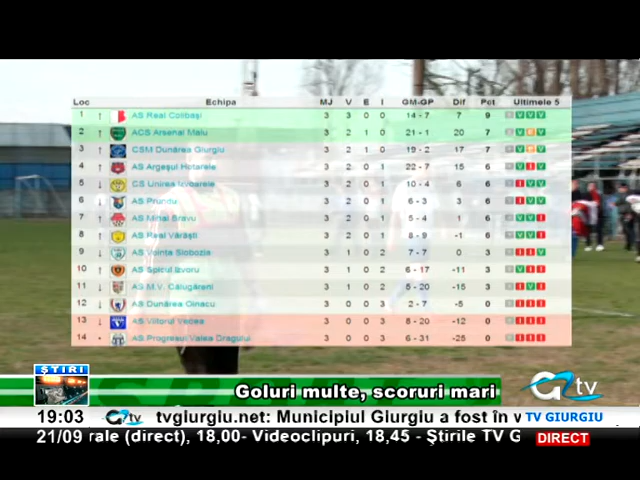 Loc Echipa MJ V E I GM-GP Dif Pct Ultimele 5
1 ↑ AS Real Colibași 3 3 0 0 14 - 7 7 9 V V V
2 ↑ ACS Arsenal Malu 3 2 1 0 21 - 1 20 7 V E V
3 ↑ CSM Dunărea Giurgiu 3 2 1 0 19 - 2 17 7 V E V
4 ↑ AS Argeșul Hotarele 3 2 0 1 22 - 7 15 6 V I V
5 ↓ CS Unirea Izvoarele 3 2 0 1 10 - 4 6 6 I V V
6 ↓ AS Prundu 3 2 0 1 6 - 3 3 6 I V V
7 ↑ AS Mihai Bravu 3 2 0 1 5 - 4 1 6 V V I
8 ↑ AS Real Vărăști 3 2 0 1 8 - 9 -1 6 V V I
9 ↓ AS Voința Slobozia 3 1 0 2 7 - 7 0 3 I I V
10 ↑ AS Spicul Izvoru 3 1 0 2 6 - 17 -11 3 V I I
11 ↓ AS M.V. Călugăreni 3 1 0 2 5 - 20 -15 3 V I I
12 ↓ AS Dunărea Oinacu 3 0 0 3 2 - 7 -5 0 I I I
13 ↓ AS Viitorul Vedea 3 0 0 3 8 - 20 -12 0 I I I
14 - AS Progresul Valea Dragului 3 0 0 3 6 - 31 -25 0 I I I
ȘTIRI
Goluri multe, scoruri mari
GZtv
19:03 Gtv tvgiurgiu.net: Municipiul Giurgiu a fost în v TV GIURGIU
21/09 rale (direct), 18,00- Videoclipuri, 18,45 - Ştirile TV G DIRECT